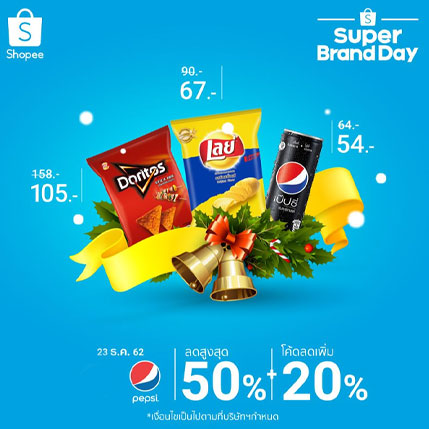 Shopee
Super
Brand Day
90.-
67.-
64.-
54.-
158.-
105.-
Doritos
เลย์
pepsi
เป๊ปซี่
23 ธ.ค. 62
ลดสูงสุด
50%
+
โค้ดลดเพิ่ม
20%
pepsi
*เงื่อนไขเป็นไปตามที่บริษัทฯกำหนด